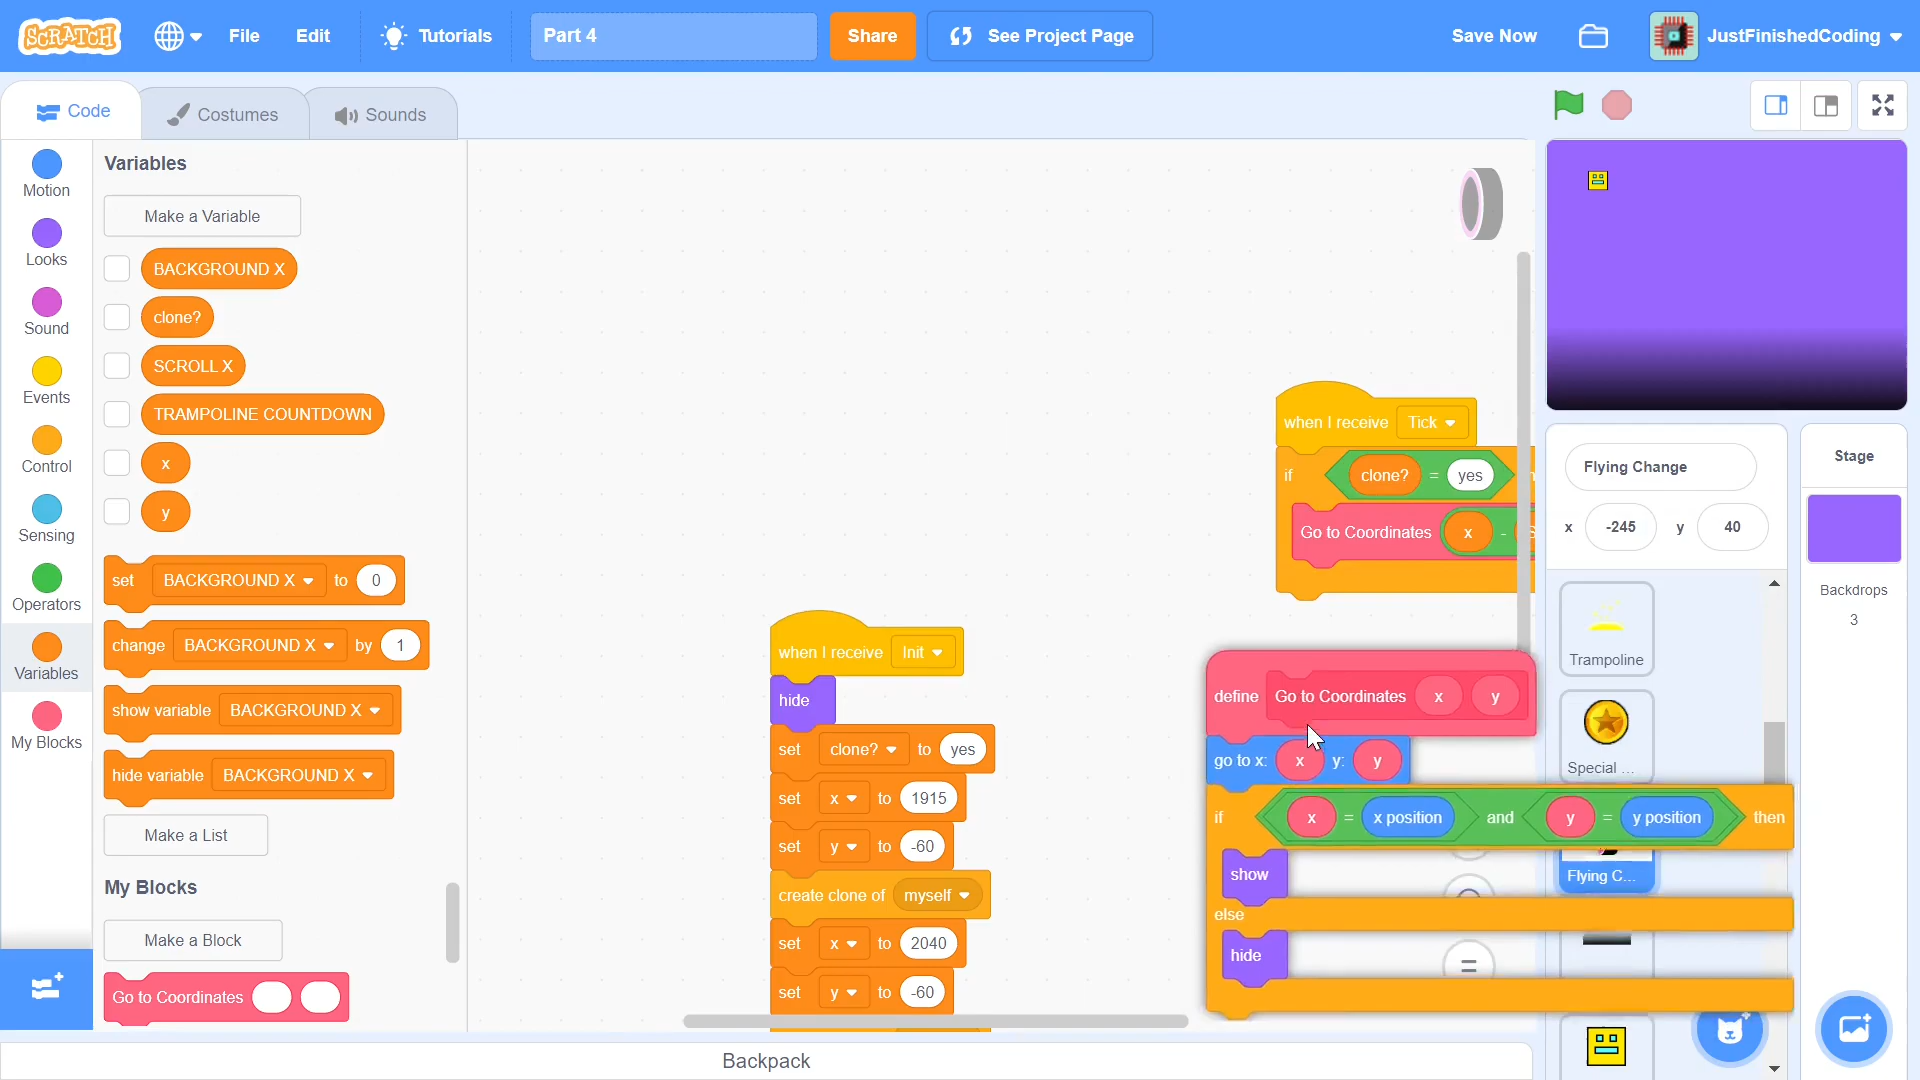 SCRATCH
File
Edit
Tutorials
Part 4
Share
See Project Page
Save Now
JustFinishedCoding
Code
Costumes
Sounds
Motion
Looks
Sound
Events
Control
Sensing
Operators
Variables
My Blocks
Variables
Make a Variable
BACKGROUND X
clone?
SCROLL X
TRAMPOLINE COUNTDOWN
x
y
set BACKGROUND X to 0
change BACKGROUND X by 1
show variable BACKGROUND X
hide variable BACKGROUND X
Make a List
My Blocks
Make a Block
Go to Coordinates
when I receive Init
hide
set clone? to yes
set x to 1915
set y to -60
create clone of myself
set x to 2040
set y to -60
when I receive Tick
if clone? = yes
Go to Coordinates x -
define Go to Coordinates x y
go to x: x y: y
if x = x position and y = y position then
show
else
hide
Flying Change
x -245 y 40
Trampoline
Special ...
Flying C...
Stage
Backdrops
3
Backpack